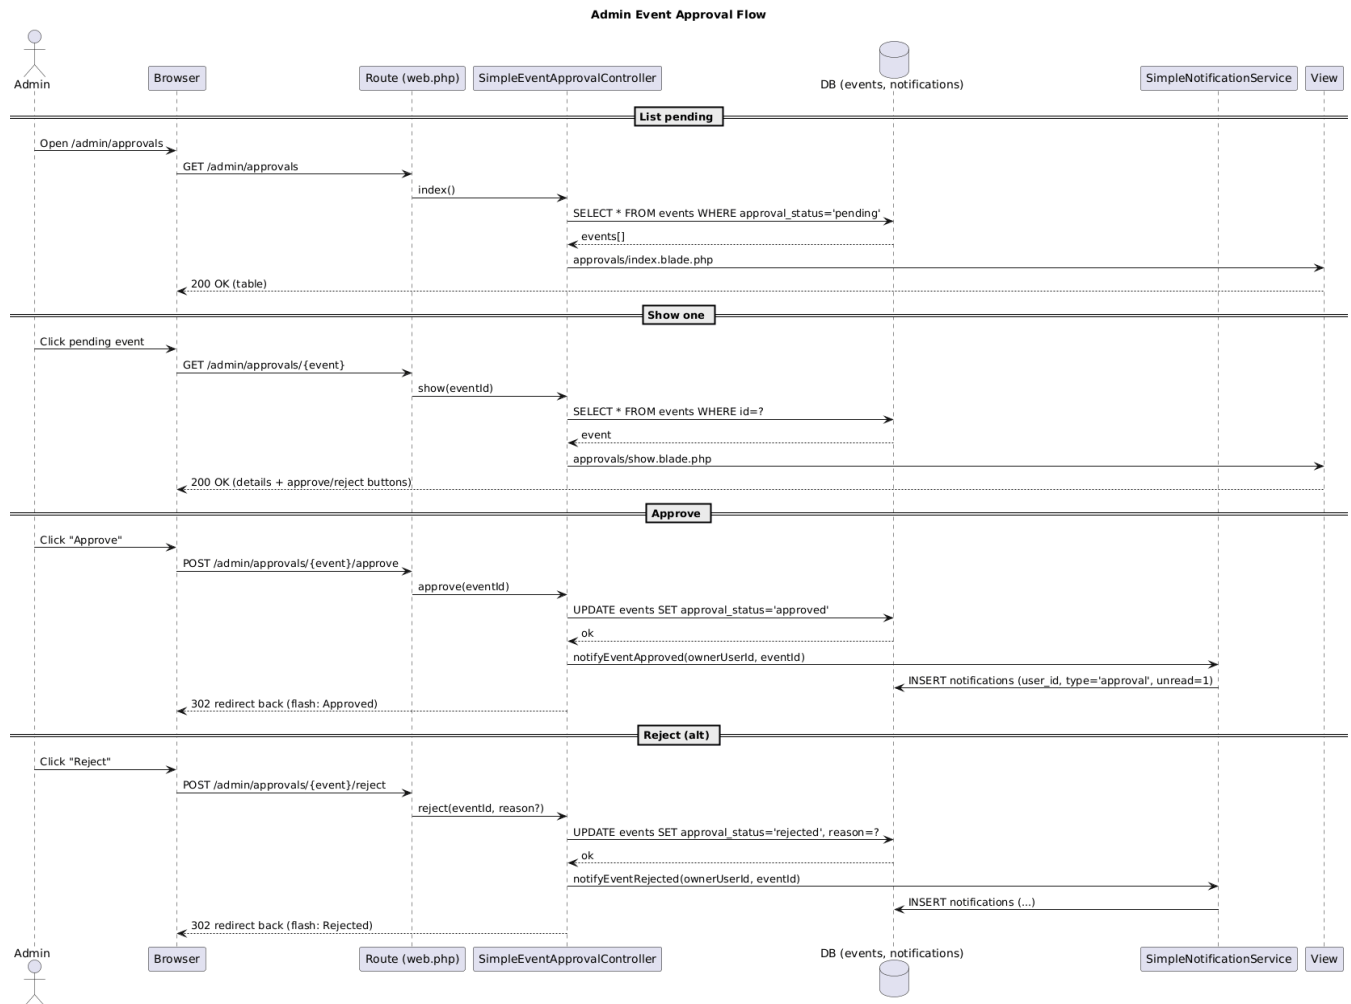 Admin Event Approval Flow
Admin
Browser
Route (web.php)
SimpleEventApprovalController
DB (events, notifications)
SimpleNotificationService
View
List pending
Open /admin/approvals
GET /admin/approvals
index()
SELECT * FROM events WHERE approval_status='pending'
events[]
approvals/index.blade.php
200 OK (table)
Show one
Click pending event
GET /admin/approvals/{event}
show(eventId)
SELECT * FROM events WHERE id=?
event
approvals/show.blade.php
200 OK (details + approve/reject buttons)
Approve
Click "Approve"
POST /admin/approvals/{event}/approve
approve(eventId)
UPDATE events SET approval_status='approved'
ok
notifyEventApproved(ownerUserId, eventId)
INSERT notifications (user_id, type='approval', unread=1)
302 redirect back (flash: Approved)
Reject (alt)
Click "Reject"
POST /admin/approvals/{event}/reject
reject(eventId, reason?)
UPDATE events SET approval_status='rejected', reason=?
ok
notifyEventRejected(ownerUserId, eventId)
INSERT notifications (...)
302 redirect back (flash: Rejected)
Admin
Browser
Route (web.php)
SimpleEventApprovalController
DB (events, notifications)
SimpleNotificationService
View